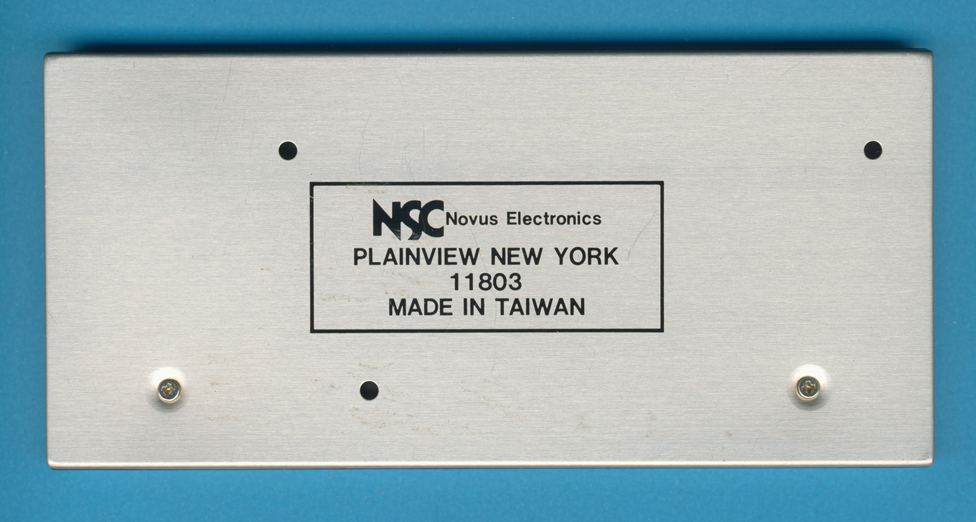 NSC Novus Electronics
PLAINVIEW NEW YORK
11803
MADE IN TAIWAN